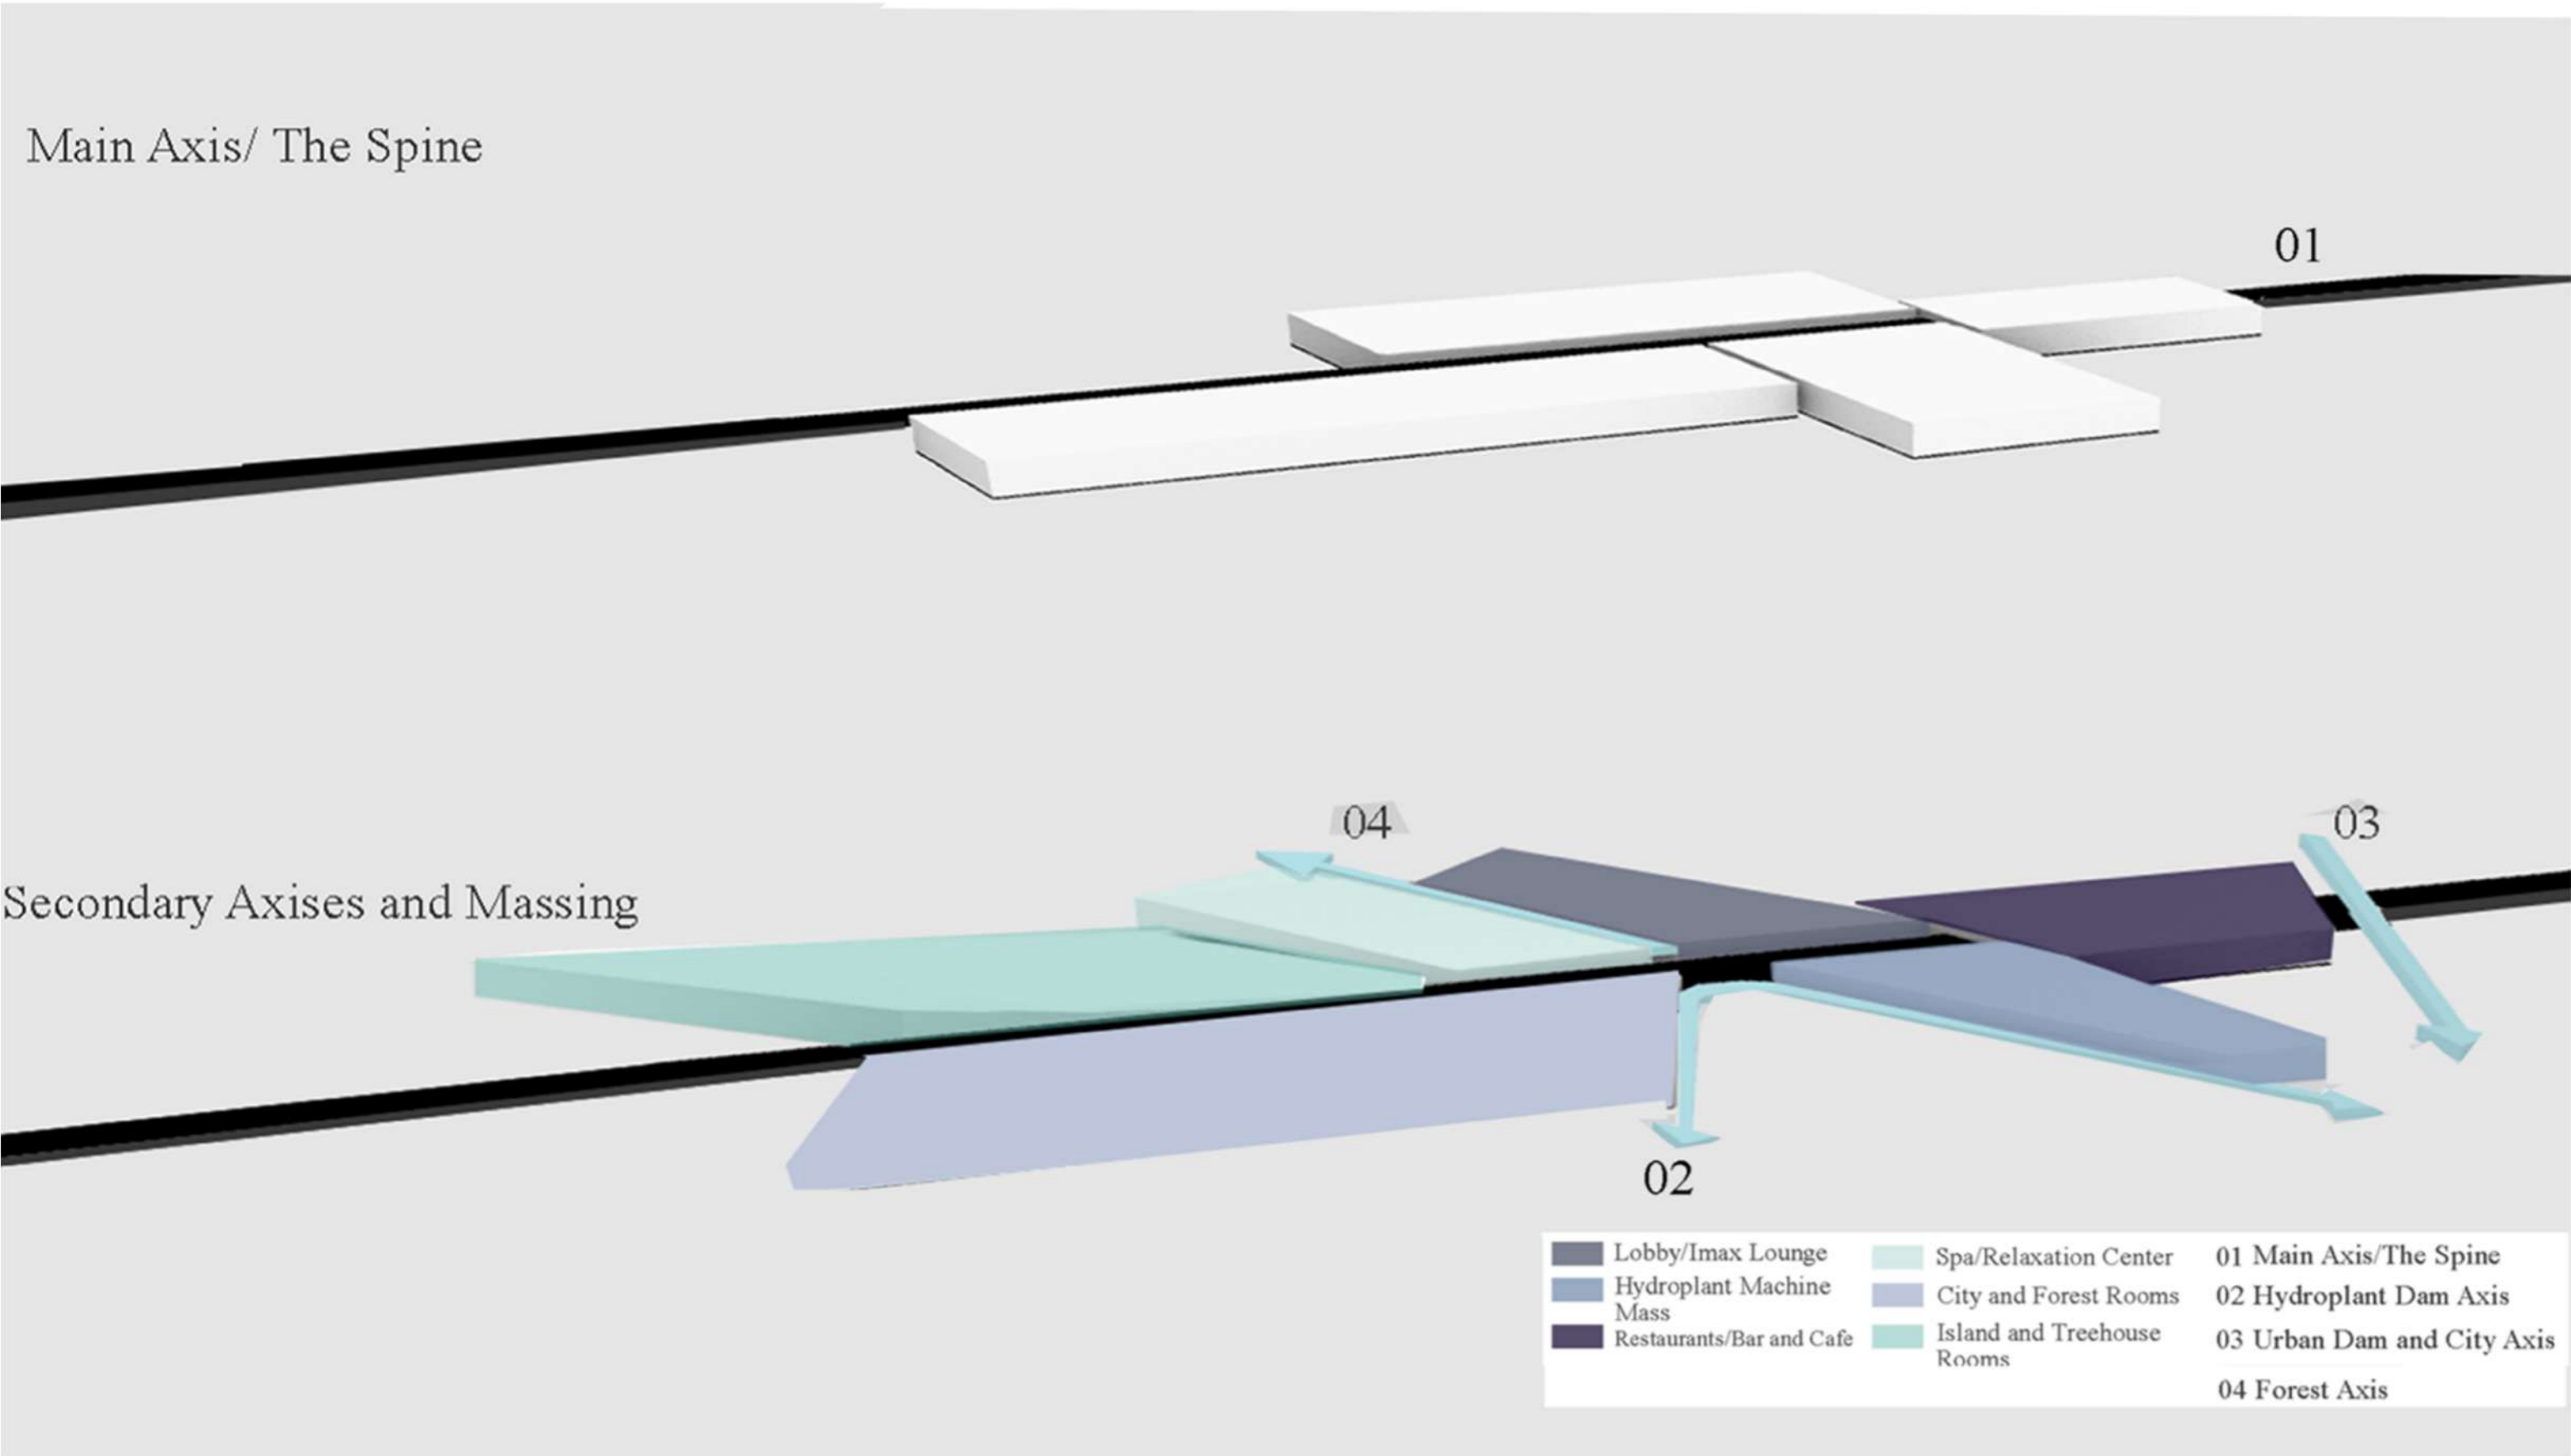 Main Axis/ The Spine
01
04
03
Secondary Axises and Massing
02
Lobby/Imax Lounge
Hydroplant Machine
Mass
Restaurants/Bar and Cafe
Spa/Relaxation Center
City and Forest Rooms
Island and Treehouse
Rooms
01 Main Axis/The Spine
02 Hydroplant Dam Axis
03 Urban Dam and City Axis
04 Forest Axis